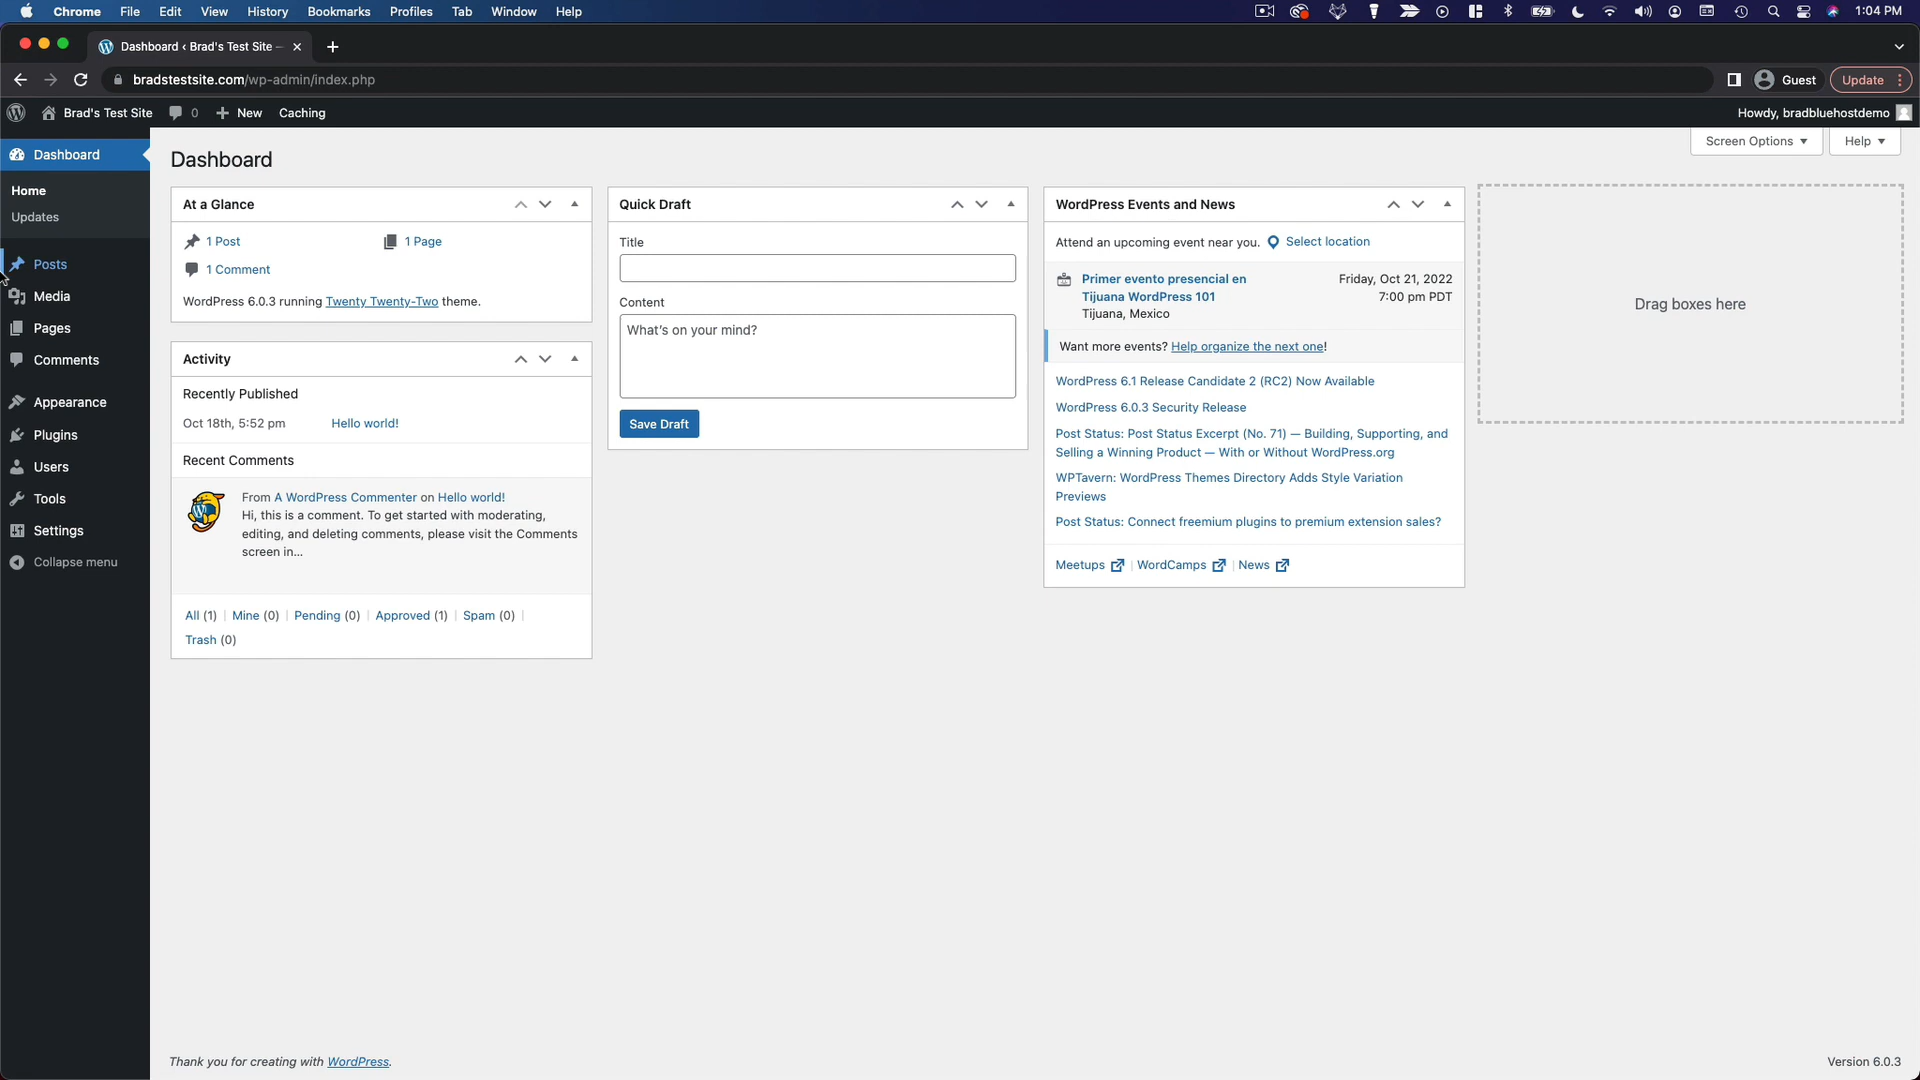 Chrome File Edit View History Bookmarks Profiles Tab Window Help 1:04 PM
Dashboard ‹ Brad's Test Site –
bradstestsite.com/wp-admin/index.php Guest Update
Brad's Test Site 0 New Caching Howdy, bradbluehostdemo
Dashboard
Home
Updates
Posts
Media
Pages
Comments
Appearance
Plugins
Users
Tools
Settings
Collapse menu
Dashboard
Screen Options Help
At a Glance
1 Post 1 Page
1 Comment
WordPress 6.0.3 running Twenty Twenty-Two theme.
Activity
Recently Published
Oct 18th, 5:52 pm Hello world!
Recent Comments
From A WordPress Commenter on Hello world!
Hi, this is a comment. To get started with moderating,
editing, and deleting comments, please visit the Comments
screen in...
All (1) | Mine (0) | Pending (0) | Approved (1) | Spam (0) |
Trash (0)
Quick Draft
Title
Content
What's on your mind?
Save Draft
WordPress Events and News
Attend an upcoming event near you. Select location
Primer evento presencial en Friday, Oct 21, 2022
Tijuana WordPress 101 7:00 pm PDT
Tijuana, Mexico
Want more events? Help organize the next one!
WordPress 6.1 Release Candidate 2 (RC2) Now Available
WordPress 6.0.3 Security Release
Post Status: Post Status Excerpt (No. 71) — Building, Supporting, and
Selling a Winning Product — With or Without WordPress.org
WPTavern: WordPress Themes Directory Adds Style Variation
Previews
Post Status: Connect freemium plugins to premium extension sales?
Meetups | WordCamps | News
Drag boxes here
Thank you for creating with WordPress. Version 6.0.3